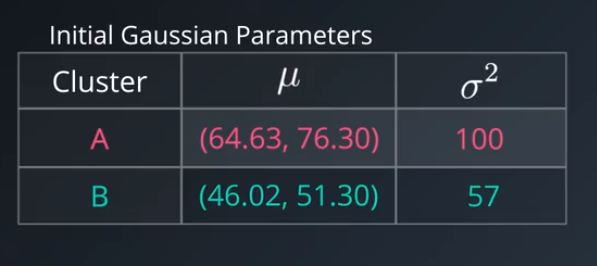 Initial Gaussian Parameters
Cluster μ σ²
A (64.63, 76.30) 100
B (46.02, 51.30) 57